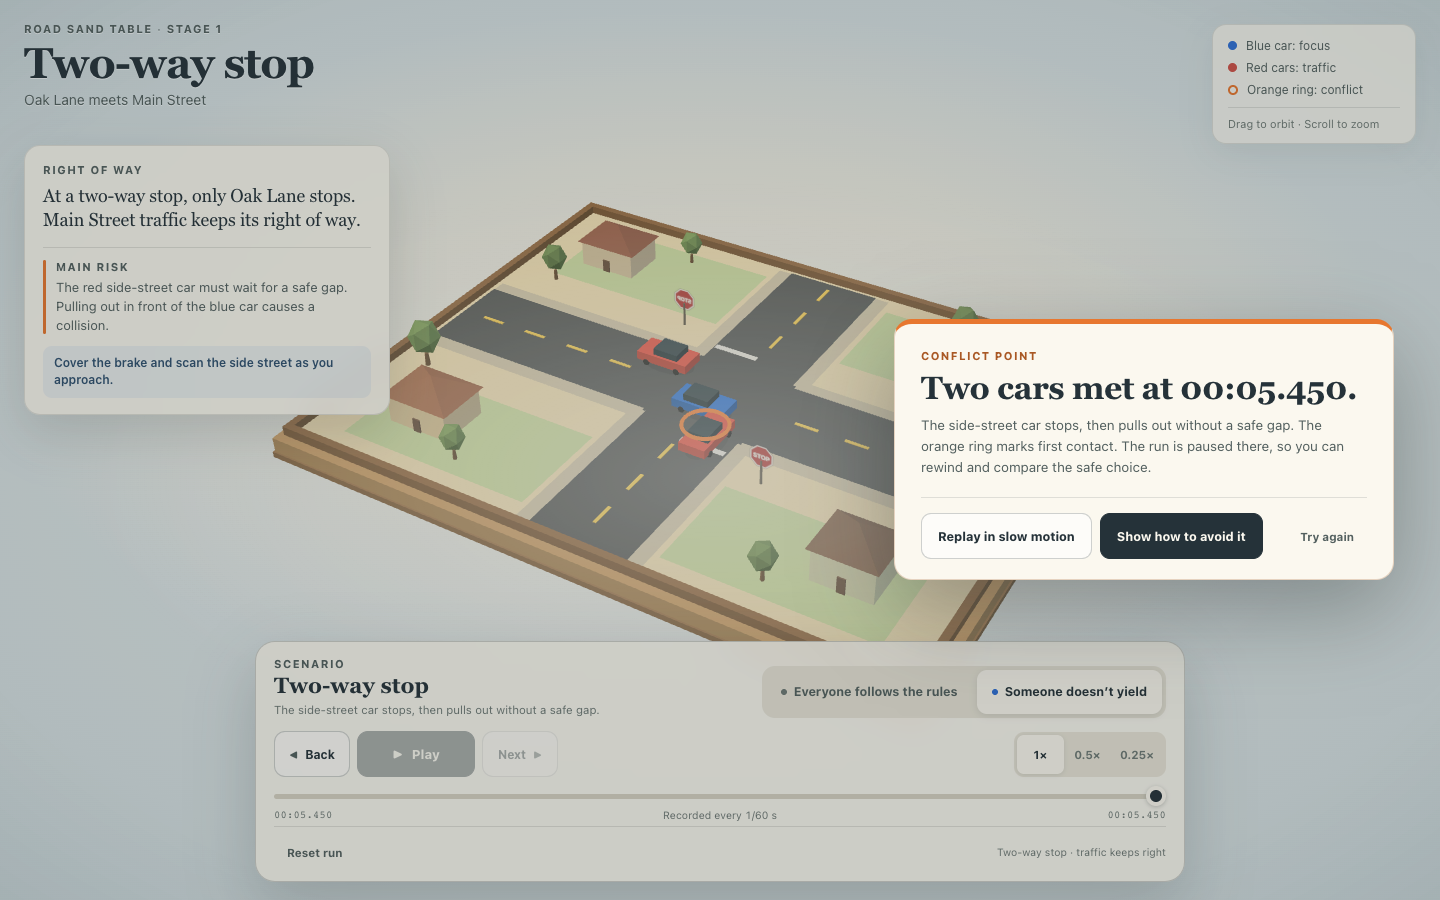 ROAD SAND TABLE · STAGE 1
Two-way stop
Oak Lane meets Main Street
Blue car: focus
Red cars: traffic
Orange ring: conflict
Drag to orbit · Scroll to zoom
RIGHT OF WAY
At a two-way stop, only Oak Lane stops.
Main Street traffic keeps its right of way.
MAIN RISK
The red side-street car must wait for a safe gap.
Pulling out in front of the blue car causes a
collision.
Cover the brake and scan the side street as you
approach.
STOP
CONFLICT POINT
Two cars met at 00:05.450.
The side-street car stops, then pulls out without a safe gap. The
orange ring marks first contact. The run is paused there, so you can
rewind and compare the safe choice.
Replay in slow motion
Show how to avoid it
Try again
SCENARIO
Two-way stop
The side-street car stops, then pulls out without a safe gap.
Everyone follows the rules
Someone doesn’t yield
Back
Play
Next
1×
0.5×
0.25×
00:05.450
Recorded every 1/60 s
00:05.450
Reset run
Two-way stop · traffic keeps right